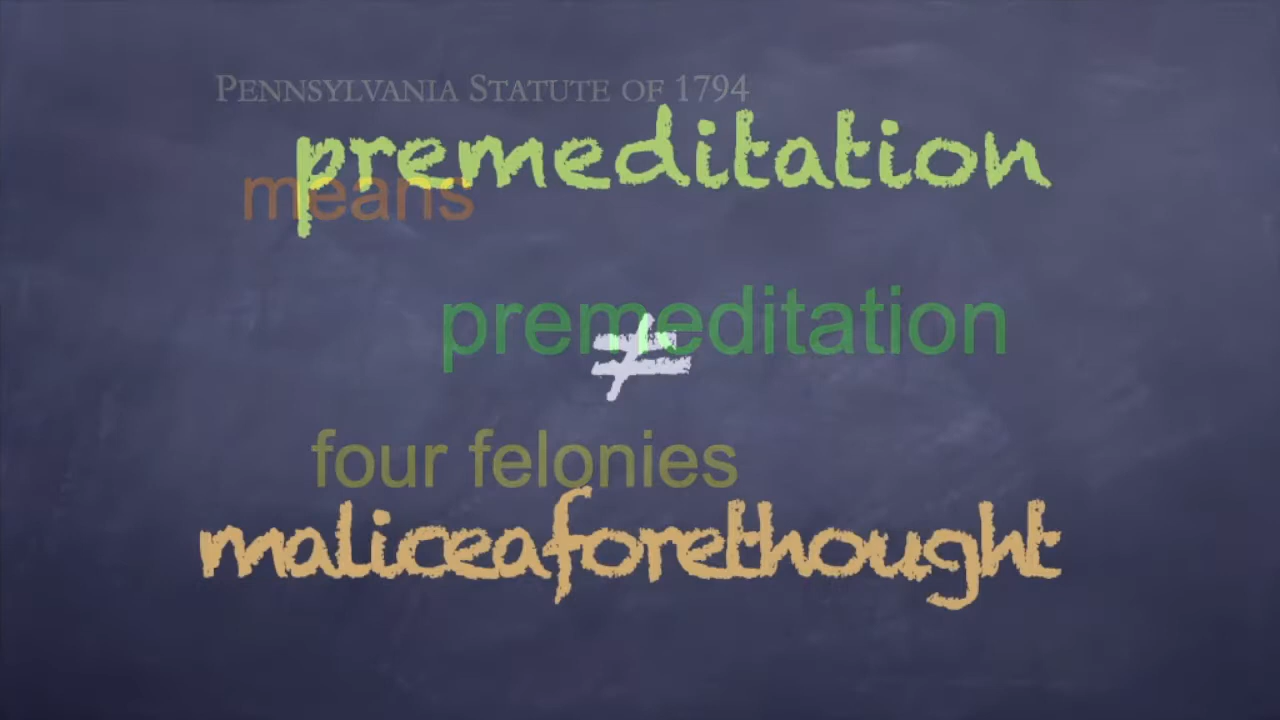 PENNSYLVANIA STATUTE OF 1794
premeditation
means
premeditation
≠
four felonies
maliceaforethought